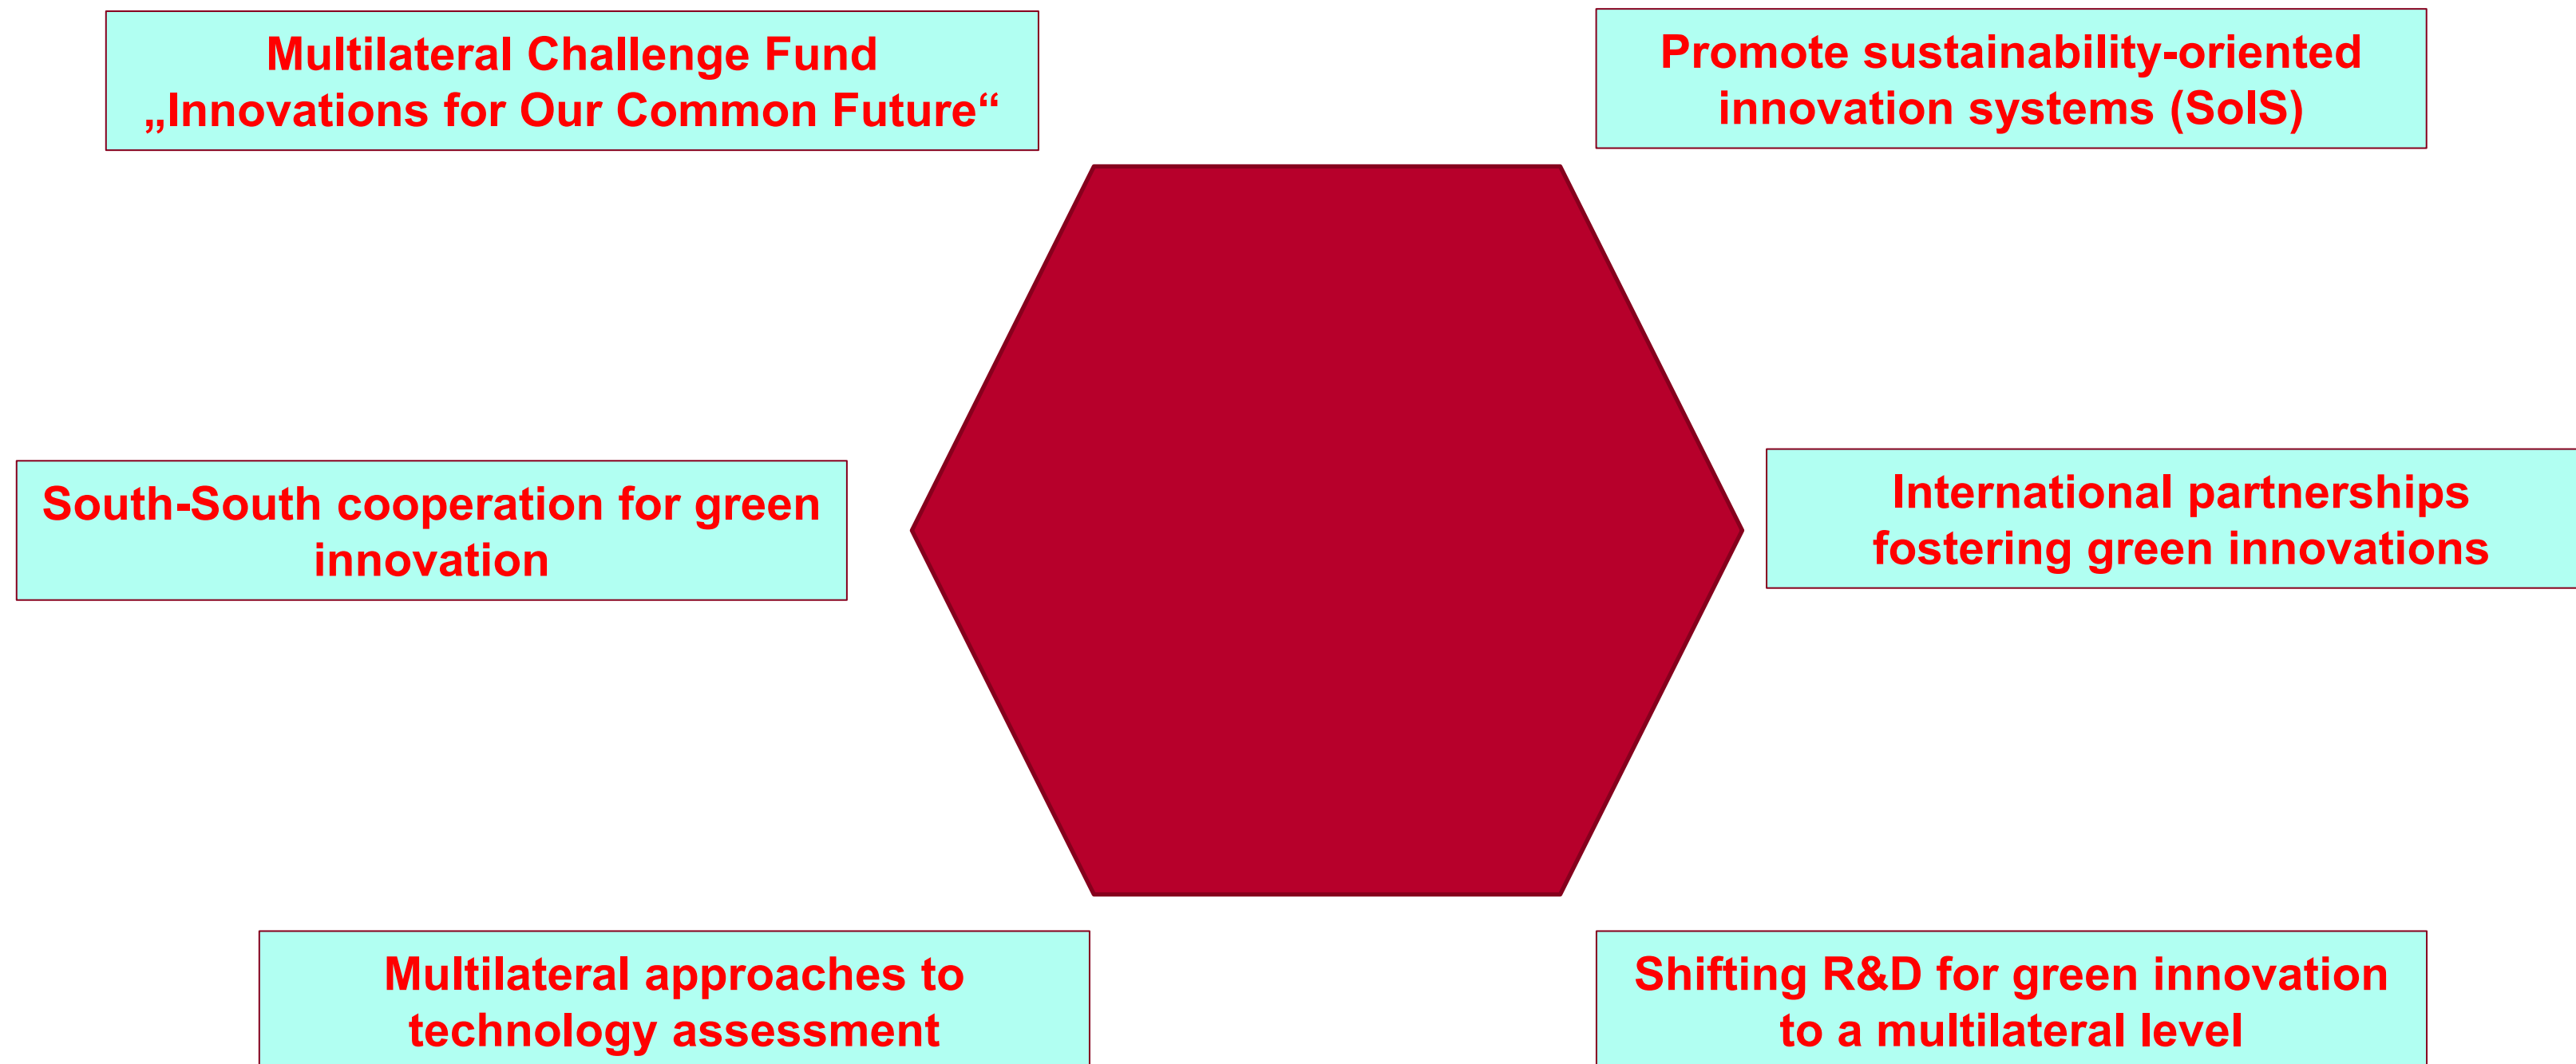 Multilateral Challenge Fund
„Innovations for Our Common Future“
Promote sustainability-oriented
innovation systems (SoIS)
South-South cooperation for green
innovation
International partnerships
fostering green innovations
Multilateral approaches to
technology assessment
Shifting R&D for green innovation
to a multilateral level